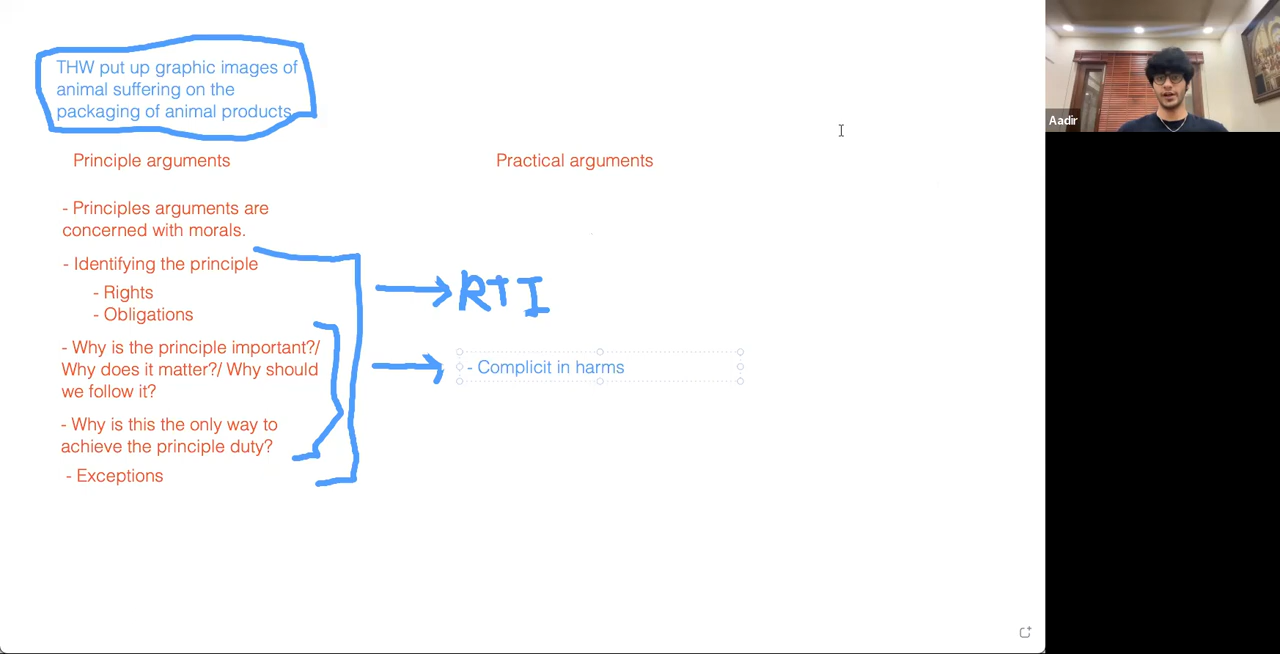 THW put up graphic images of
animal suffering on the
packaging of animal products
Principle arguments
Practical arguments
- Principles arguments are
concerned with morals.
- Identifying the principle
- Rights
- Obligations
- Why is the principle important?/
Why does it matter?/ Why should
we follow it?
- Why is this the only way to
achieve the principle duty?
- Exceptions
RTI
- Complicit in harms
Aadir